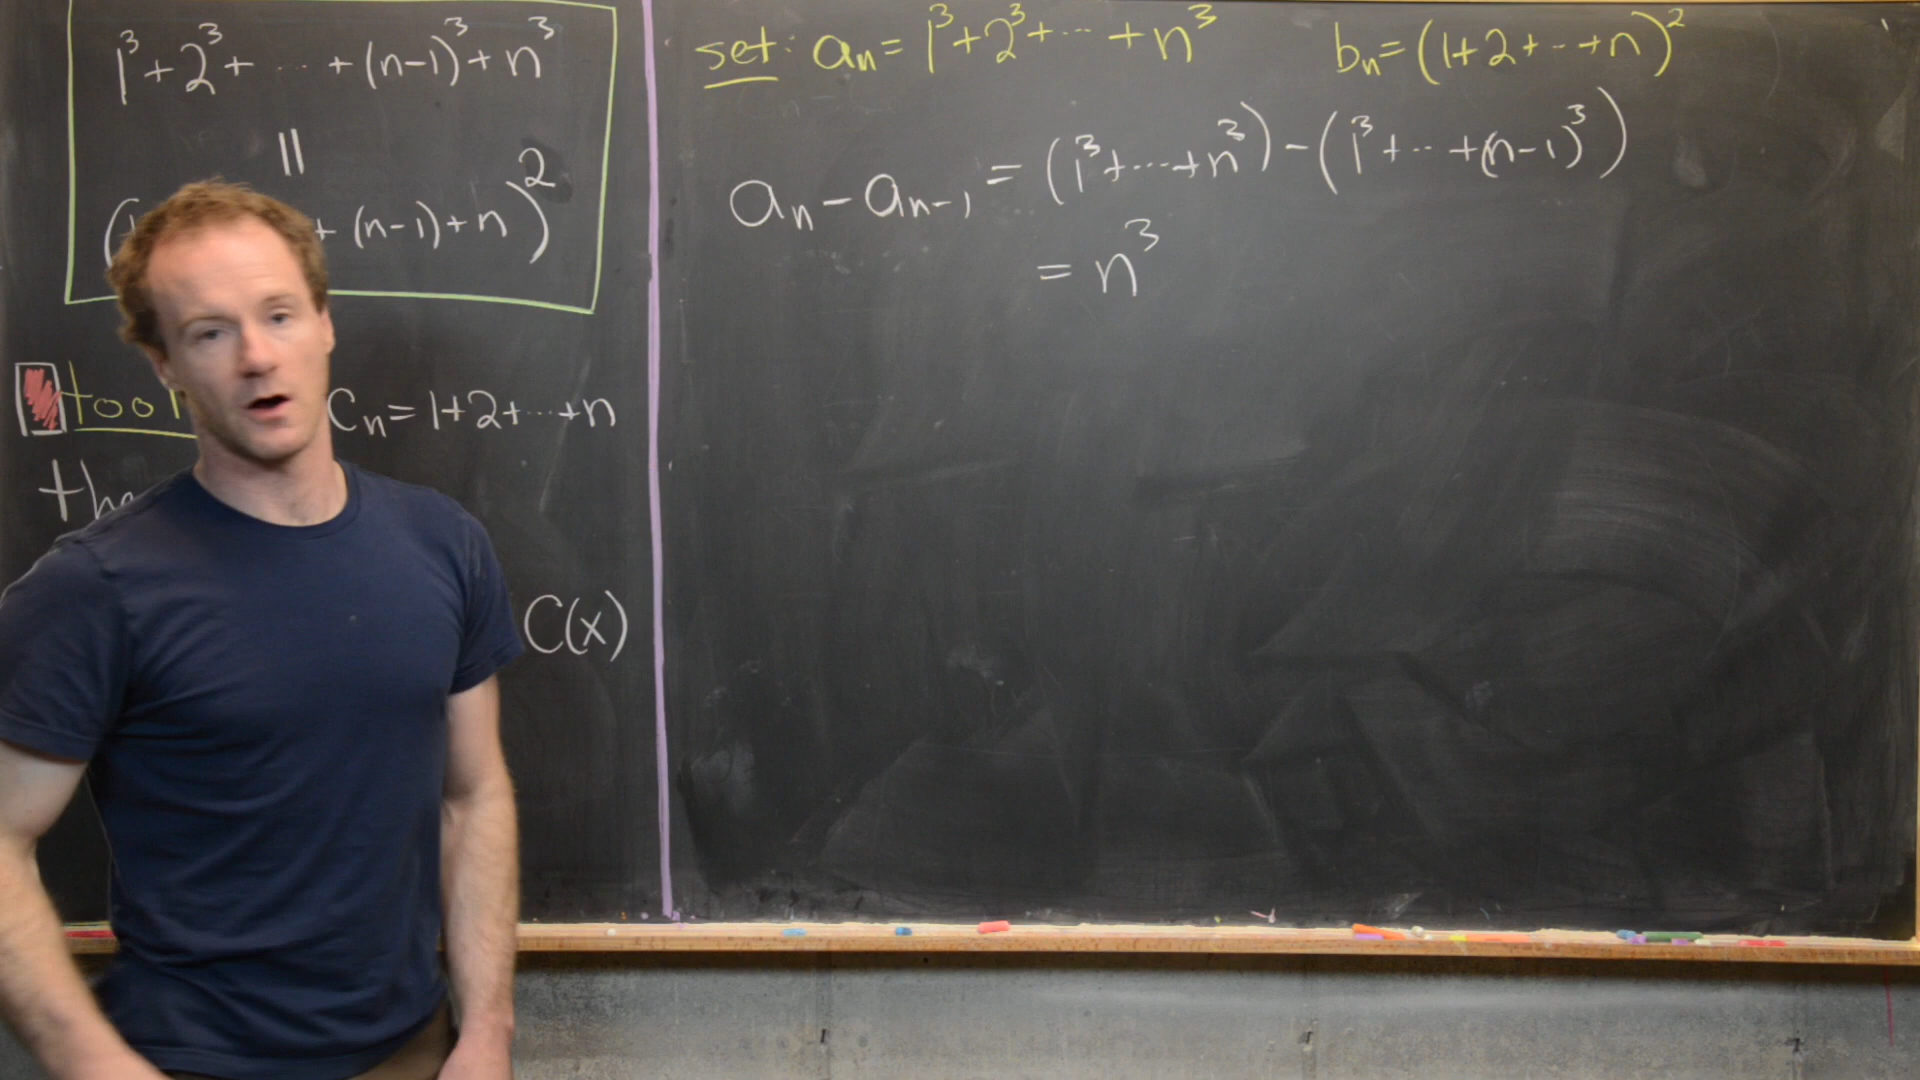 1³+2³+ ··· +(n-1)³+n³
=
+(n-1)+n)²
tool
Cₙ=1+2+···+n
C(x)
set: aₙ=1³+2³+···+n³ bₙ=(1+2+···+n)²
aₙ-aₙ₋₁=(1³+···+n³)-(1³+···+(n-1)³)
=n³